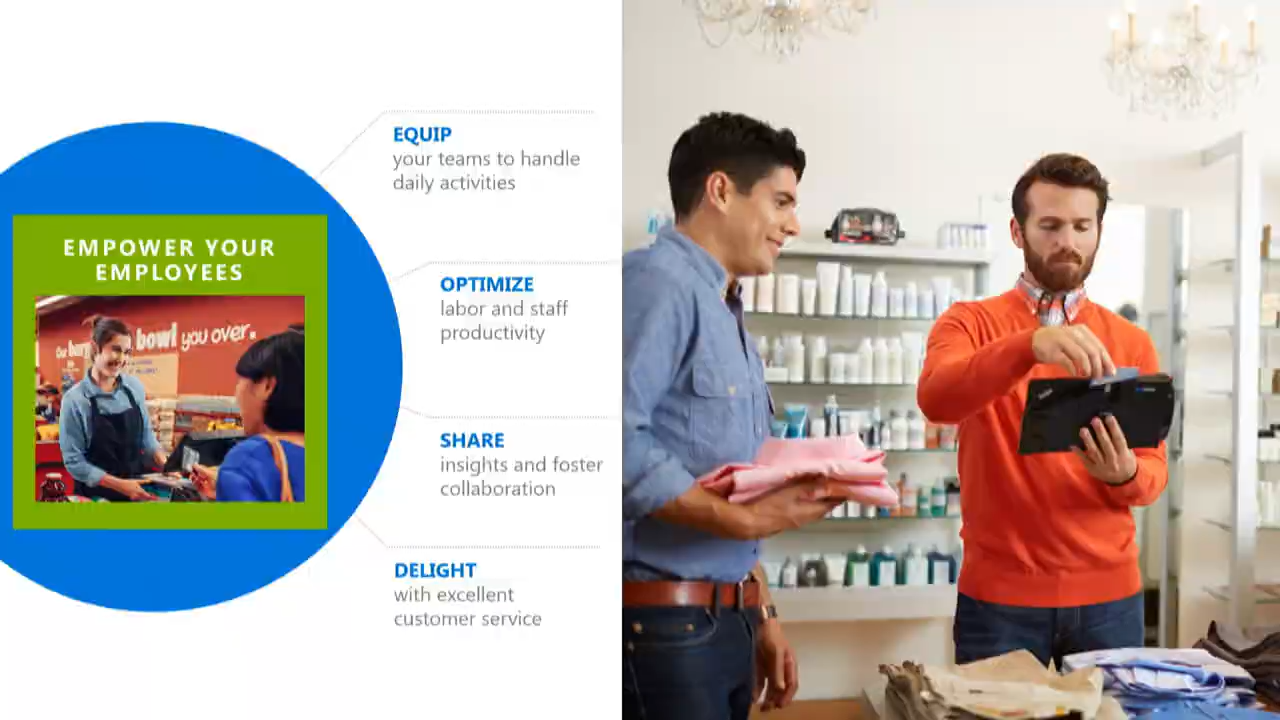 EMPOWER YOUR
EMPLOYEES
bowl you over.
EQUIP
your teams to handle
daily activities
OPTIMIZE
labor and staff
productivity
SHARE
insights and foster
collaboration
DELIGHT
with excellent
customer service